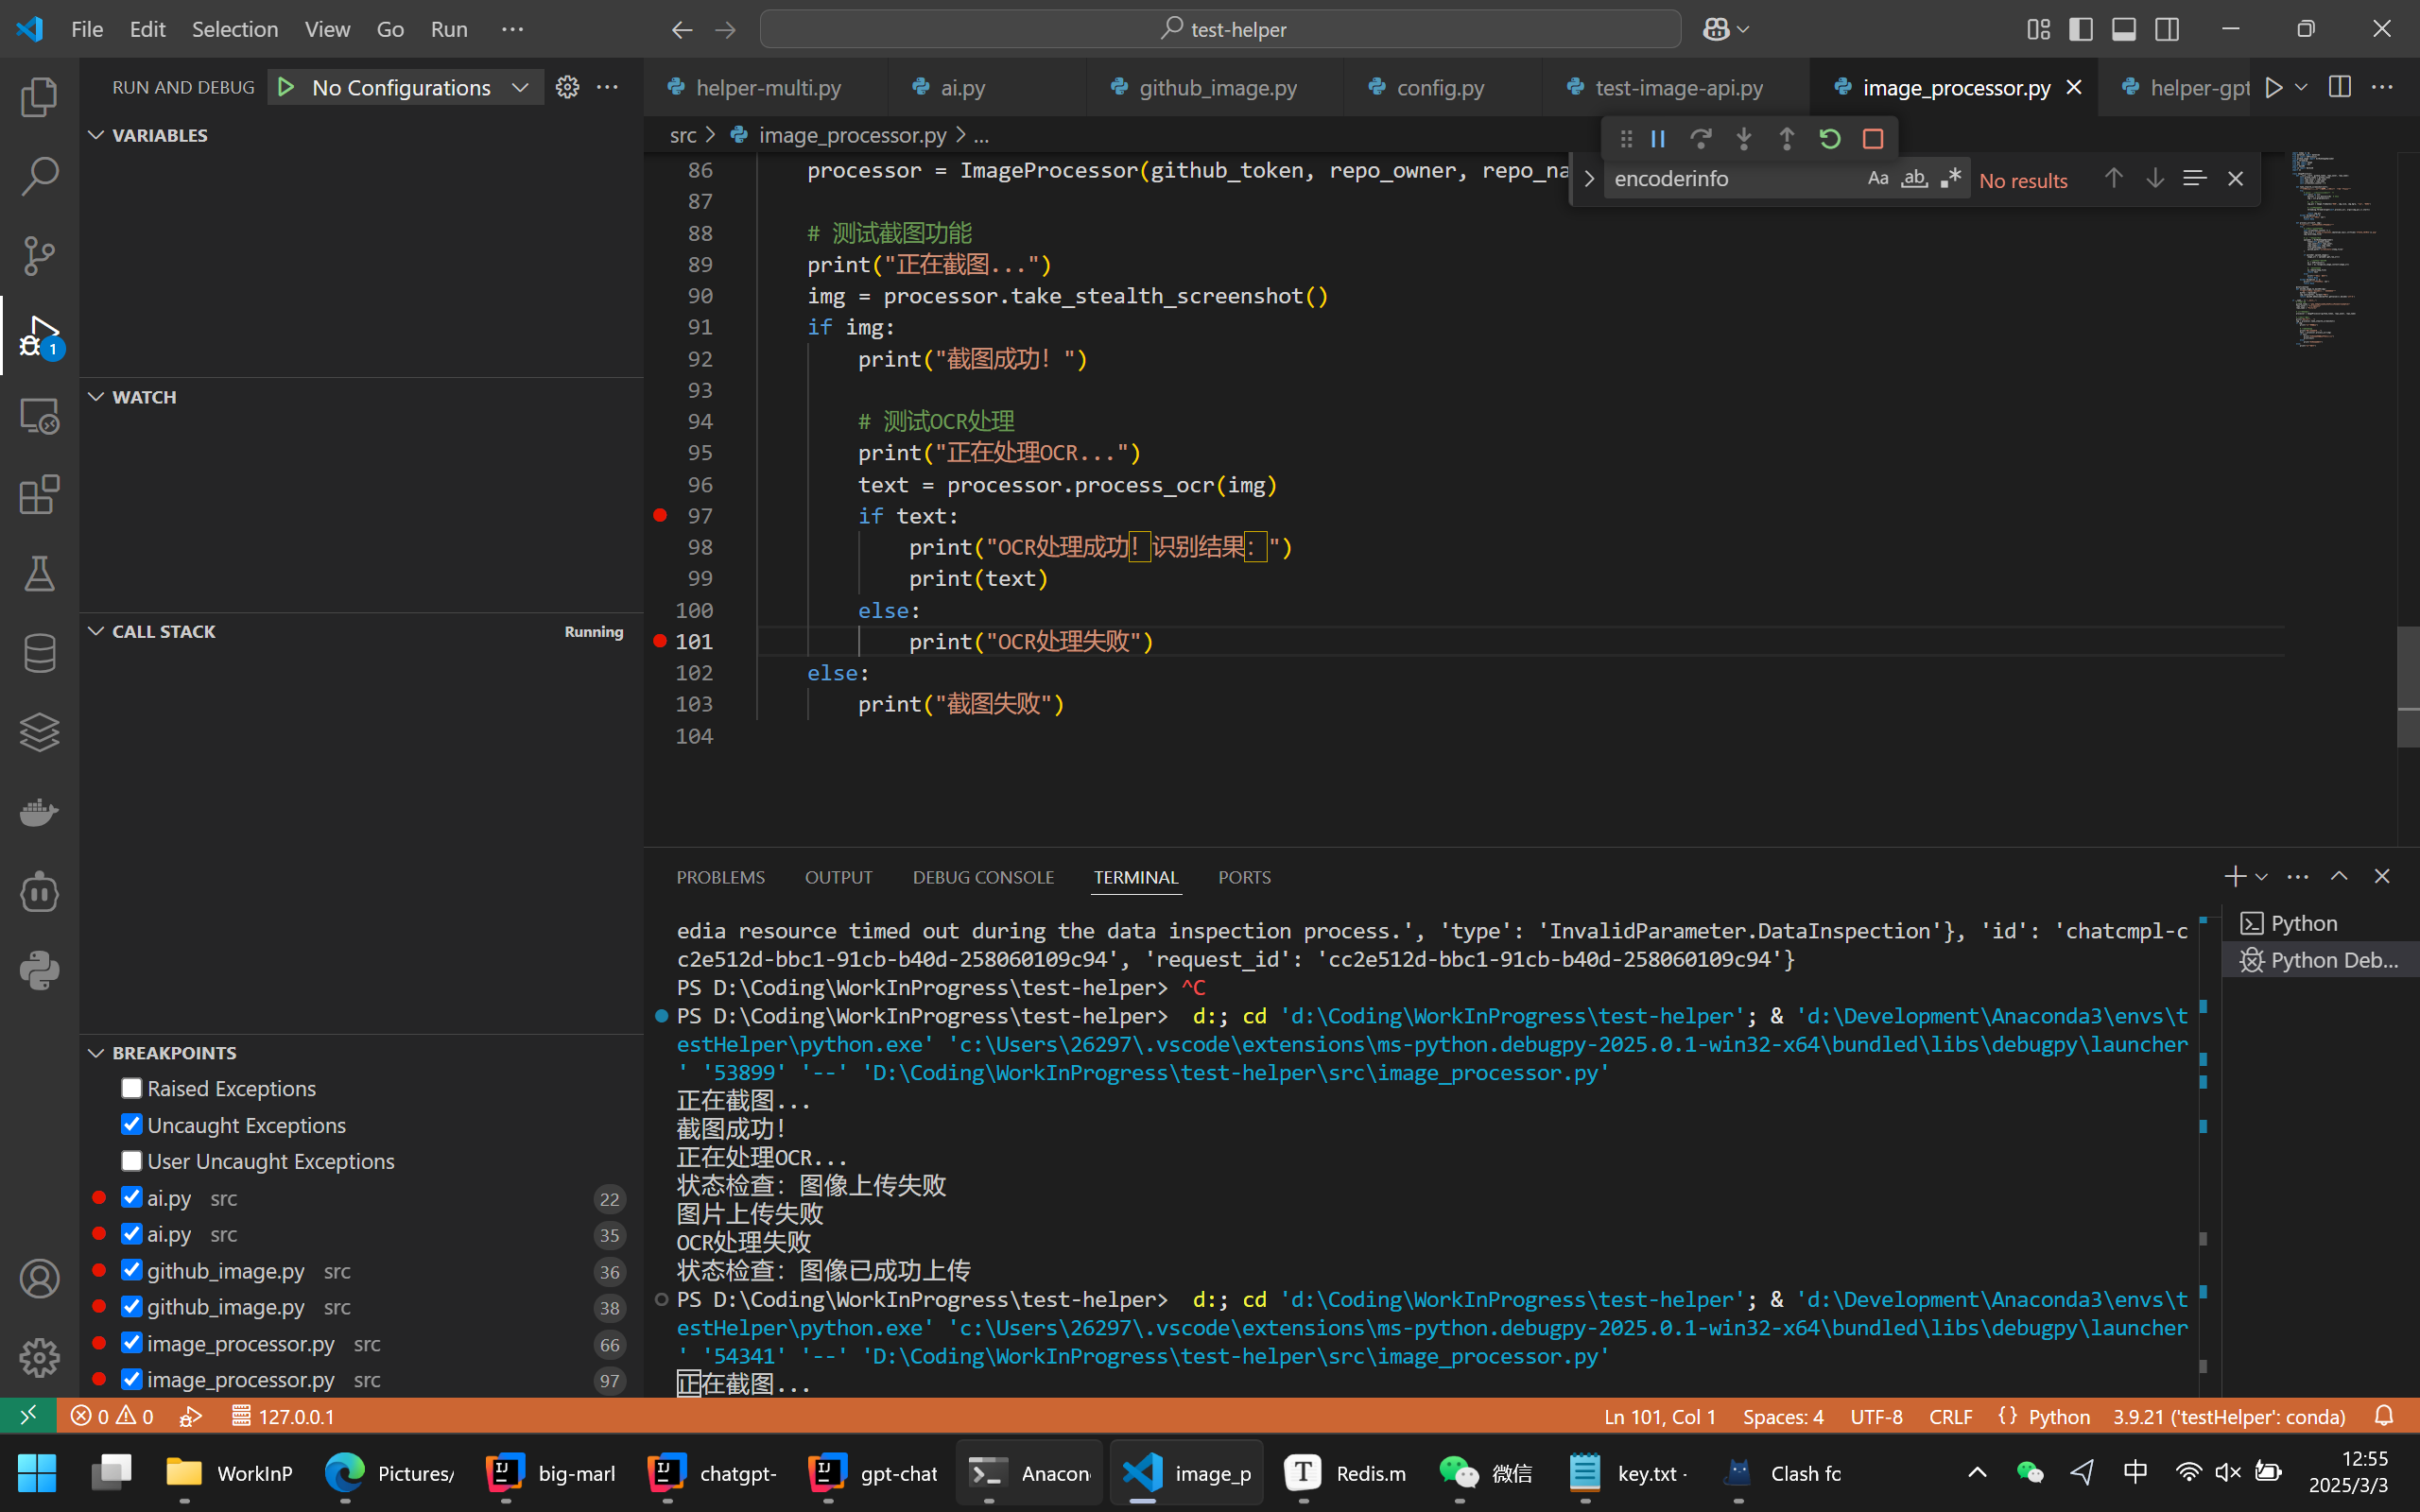 File Edit Selection View Go Run ···
test-helper
RUN AND DEBUG No Configurations
helper-multi.py ai.py github_image.py config.py test-image-api.py image_processor.py helper-gpt
VARIABLES
src > image_processor.py > ...
encoderinfo Aa ab .* No results
86 processor = ImageProcessor(github_token, repo_owner, repo_na
87
88 # 测试截图功能
89 print("正在截图...")
90 img = processor.take_stealth_screenshot()
91 if img:
92 print("截图成功！")
93
94 # 测试OCR处理
95 print("正在处理OCR...")
96 text = processor.process_ocr(img)
97 if text:
98 print("OCR处理成功！识别结果：")
99 print(text)
100 else:
101 print("OCR处理失败")
102 else:
103 print("截图失败")
104
WATCH
CALL STACK Running
BREAKPOINTS
Raised Exceptions
Uncaught Exceptions
User Uncaught Exceptions
ai.py src 22
ai.py src 35
github_image.py src 36
github_image.py src 38
image_processor.py src 66
image_processor.py src 97
PROBLEMS OUTPUT DEBUG CONSOLE TERMINAL PORTS
Python
Python Deb...
edia resource timed out during the data inspection process.', 'type': 'InvalidParameter.DataInspection'}, 'id': 'chatcmpl-c
c2e512d-bbc1-91cb-b40d-258060109c94', 'request_id': 'cc2e512d-bbc1-91cb-b40d-258060109c94'}
PS D:\Coding\WorkInProgress\test-helper> ^C
PS D:\Coding\WorkInProgress\test-helper> d:; cd 'd:\Coding\WorkInProgress\test-helper'; & 'd:\Development\Anaconda3\envs\t
estHelper\python.exe' 'c:\Users\26297\.vscode\extensions\ms-python.debugpy-2025.0.1-win32-x64\bundled\libs\debugpy\launcher
' '53899' '--' 'D:\Coding\WorkInProgress\test-helper\src\image_processor.py'
正在截图...
截图成功！
正在处理OCR...
状态检查：图像上传失败
图片上传失败
OCR处理失败
状态检查：图像已成功上传
PS D:\Coding\WorkInProgress\test-helper> d:; cd 'd:\Coding\WorkInProgress\test-helper'; & 'd:\Development\Anaconda3\envs\t
estHelper\python.exe' 'c:\Users\26297\.vscode\extensions\ms-python.debugpy-2025.0.1-win32-x64\bundled\libs\debugpy\launcher
' '54341' '--' 'D:\Coding\WorkInProgress\test-helper\src\image_processor.py'
正在截图...
0 0 127.0.0.1 Ln 101, Col 1 Spaces: 4 UTF-8 CRLF {} Python 3.9.21 ('testHelper': conda)
WorkInP Pictures/ big-marl chatgpt- gpt-chat Anacon image_p Redis.m 微信 key.txt - Clash fo 中 12:55
2025/3/3